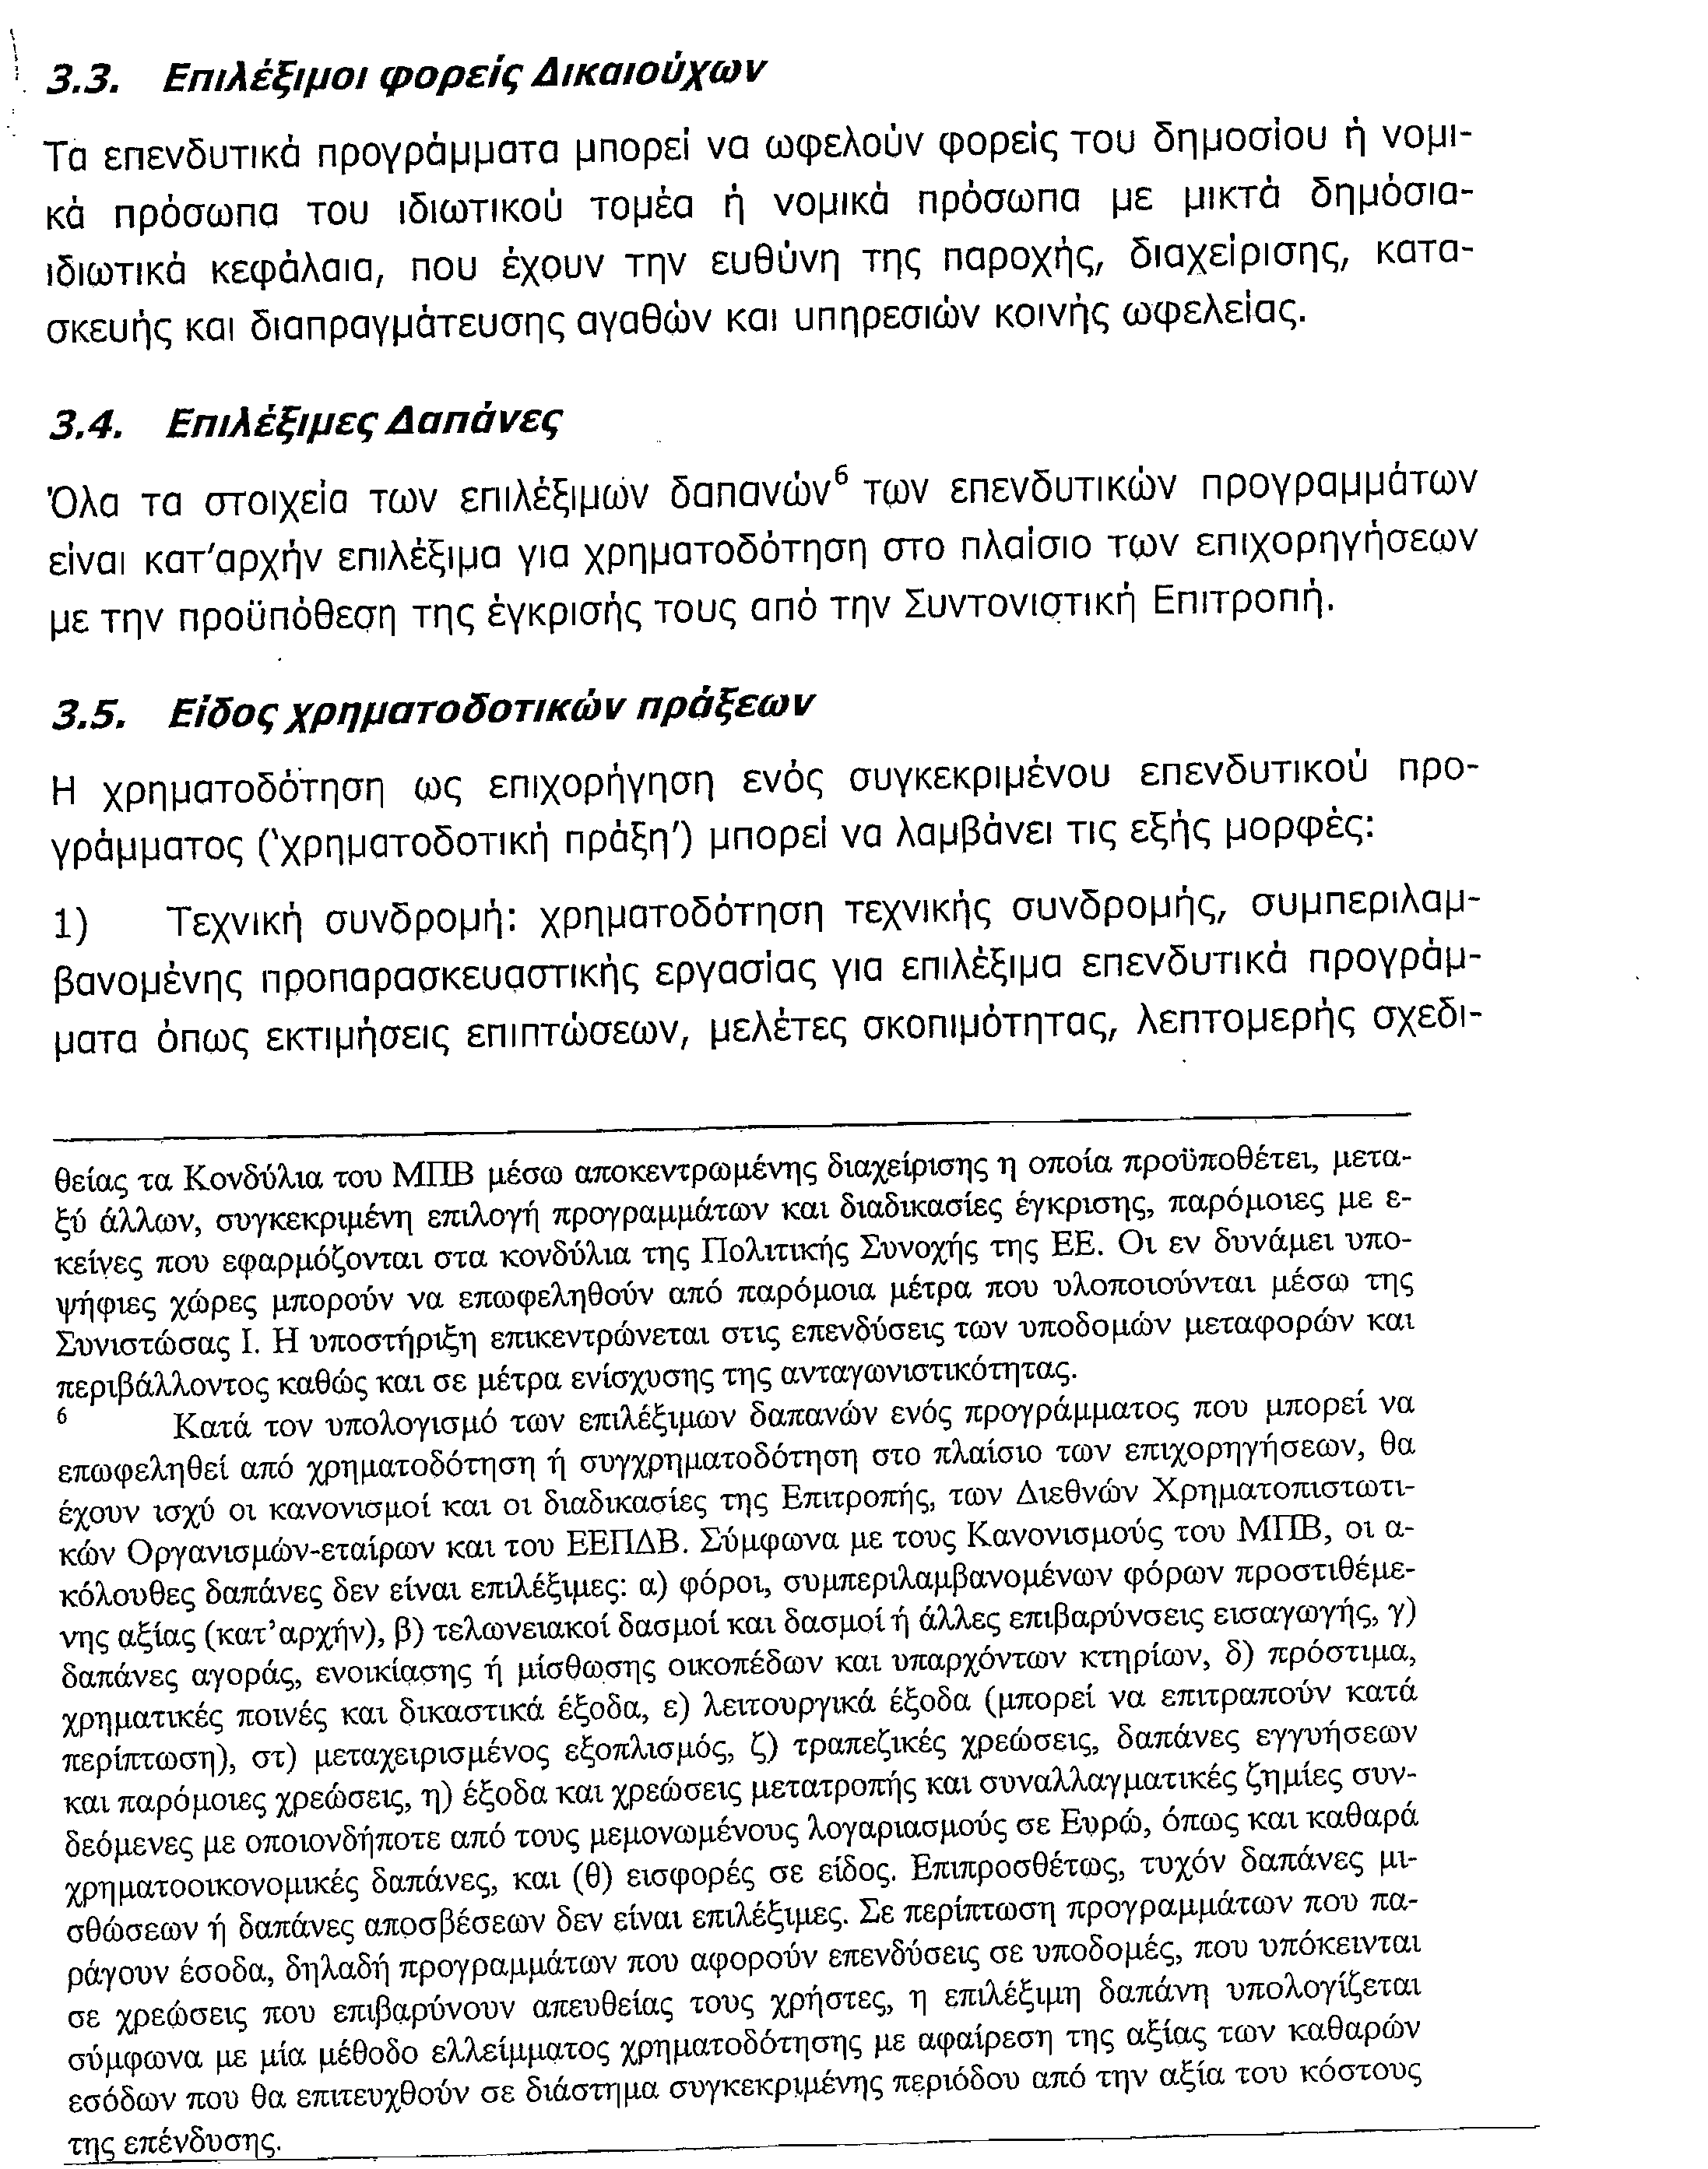 3.3. Επιλέξιμοι φορείς Δικαιούχων
Τα επενδυτικά προγράμματα μπορεί να ωφελούν φορείς του δημοσίου ή νομι-
κά πρόσωπα του ιδιωτικού τομέα ή νομικά πρόσωπα με μικτά δημόσια-
ιδιωτικά κεφάλαια, που έχουν την ευθύνη της παροχής, διαχείρισης, κατα-
σκευής και διαπραγμάτευσης αγαθών και υπηρεσιών κοινής ωφελείας.
3.4. Επιλέξιμες Δαπάνες
Όλα τα στοιχεία των επιλέξιμων δαπανών⁶ των επενδυτικών προγραμμάτων
είναι κατ'αρχήν επιλέξιμα για χρηματοδότηση στο πλαίσιο των επιχορηγήσεων
με την προϋπόθεση της έγκρισής τους από την Συντονιστική Επιτροπή.
3.5. Είδος χρηματοδοτικών πράξεων
Η χρηματοδότηση ως επιχορήγηση ενός συγκεκριμένου επενδυτικού προ-
γράμματος ('χρηματοδοτική πράξη') μπορεί να λαμβάνει τις εξής μορφές:
1) Τεχνική συνδρομή: χρηματοδότηση τεχνικής συνδρομής, συμπεριλαμ-
βανομένης προπαρασκευαστικής εργασίας για επιλέξιμα επενδυτικά προγράμ-
ματα όπως εκτιμήσεις επιπτώσεων, μελέτες σκοπιμότητας, λεπτομερής σχεδι-
θείας τα Κονδύλια του ΜΠΒ μέσω αποκεντρωμένης διαχείρισης η οποία προϋποθέτει, μετα-
ξύ άλλων, συγκεκριμένη επιλογή προγραμμάτων και διαδικασίες έγκρισης, παρόμοιες με ε-
κείνες που εφαρμόζονται στα κονδύλια της Πολιτικής Συνοχής της ΕΕ. Οι εν δυνάμει υπο-
ψήφιες χώρες μπορούν να επωφεληθούν από παρόμοια μέτρα που υλοποιούνται μέσω της
Συνιστώσας Ι. Η υποστήριξη επικεντρώνεται στις επενδύσεις των υποδομών μεταφορών και
περιβάλλοντος καθώς και σε μέτρα ενίσχυσης της ανταγωνιστικότητας.
⁶ Κατά τον υπολογισμό των επιλέξιμων δαπανών ενός προγράμματος που μπορεί να
επωφεληθεί από χρηματοδότηση ή συγχρηματοδότηση στο πλαίσιο των επιχορηγήσεων, θα
έχουν ισχύ οι κανονισμοί και οι διαδικασίες της Επιτροπής, των Διεθνών Χρηματοπιστωτι-
κών Οργανισμών-εταίρων και του ΕΕΠΔΒ. Σύμφωνα με τους Κανονισμούς του ΜΠΒ, οι α-
κόλουθες δαπάνες δεν είναι επιλέξιμες: α) φόροι, συμπεριλαμβανομένων φόρων προστιθέμε-
νης αξίας (κατ'αρχήν), β) τελωνειακοί δασμοί και δασμοί ή άλλες επιβαρύνσεις εισαγωγής, γ)
δαπάνες αγοράς, ενοικίασης ή μίσθωσης οικοπέδων και υπαρχόντων κτηρίων, δ) πρόστιμα,
χρηματικές ποινές και δικαστικά έξοδα, ε) λειτουργικά έξοδα (μπορεί να επιτραπούν κατά
περίπτωση), στ) μεταχειρισμένος εξοπλισμός, ζ) τραπεζικές χρεώσεις, δαπάνες εγγυήσεων
και παρόμοιες χρεώσεις, η) έξοδα και χρεώσεις μετατροπής και συναλλαγματικές ζημίες συν-
δεόμενες με οποιονδήποτε από τους μεμονωμένους λογαριασμούς σε Ευρώ, όπως και καθαρά
χρηματοοικονομικές δαπάνες, και (θ) εισφορές σε είδος. Επιπροσθέτως, τυχόν δαπάνες μι-
σθώσεων ή δαπάνες αποσβέσεων δεν είναι επιλέξιμες. Σε περίπτωση προγραμμάτων που πα-
ράγουν έσοδα, δηλαδή προγραμμάτων που αφορούν επενδύσεις σε υποδομές, που υπόκεινται
σε χρεώσεις που επιβαρύνουν απευθείας τους χρήστες, η επιλέξιμη δαπάνη υπολογίζεται
σύμφωνα με μία μέθοδο ελλείμματος χρηματοδότησης με αφαίρεση της αξίας των καθαρών
εσόδων που θα επιτευχθούν σε διάστημα συγκεκριμένης περιόδου από την αξία του κόστους
της επένδυσης.